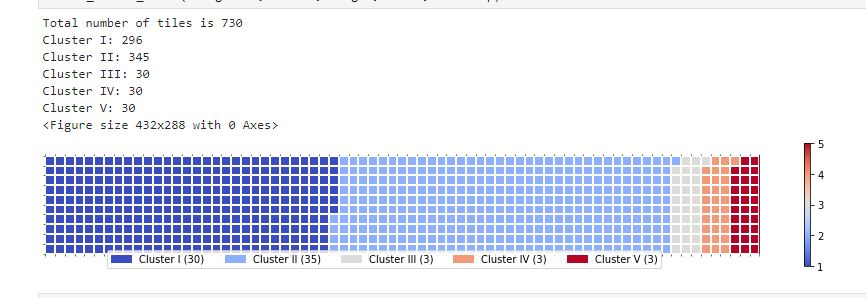 Total number of tiles is 730
Cluster I: 296
Cluster II: 345
Cluster III: 30
Cluster IV: 30
Cluster V: 30
<Figure size 432x288 with 0 Axes>
5
4
3
2
1
Cluster I (30) Cluster II (35) Cluster III (3) Cluster IV (3) Cluster V (3)